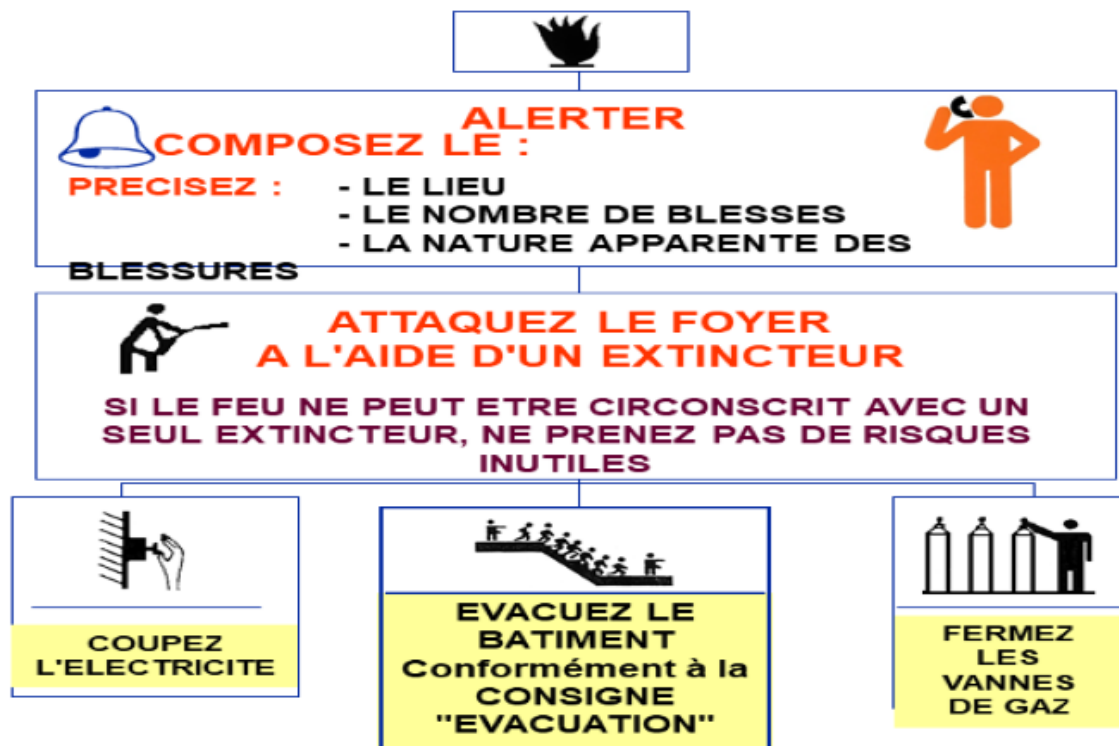 ALERTER
COMPOSEZ LE :
PRECISEZ : - LE LIEU
- LE NOMBRE DE BLESSES
- LA NATURE APPARENTE DES
BLESSURES
ATTAQUEZ LE FOYER
A L'AIDE D'UN EXTINCTEUR
SI LE FEU NE PEUT ETRE CIRCONSCRIT AVEC UN
SEUL EXTINCTEUR, NE PRENEZ PAS DE RISQUES
INUTILES
COUPEZ
L'ELECTRICITE
EVACUEZ LE
BATIMENT
Conformément à la
CONSIGNE
"EVACUATION"
FERMEZ
LES
VANNES
DE GAZ